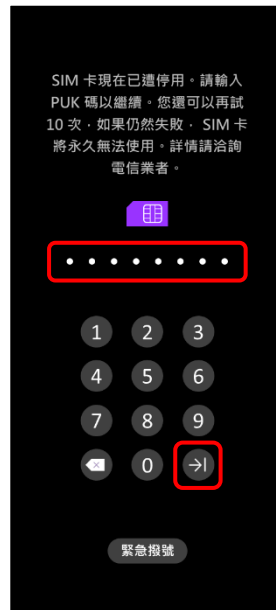 SIM 卡現在已遭停用。請輸入
PUK 碼以繼續。您還可以再試
10 次，如果仍然失敗， SIM 卡
將永久無法使用。詳情請洽詢
電信業者。
1 2 3
4 5 6
7 8 9
0
緊急撥號